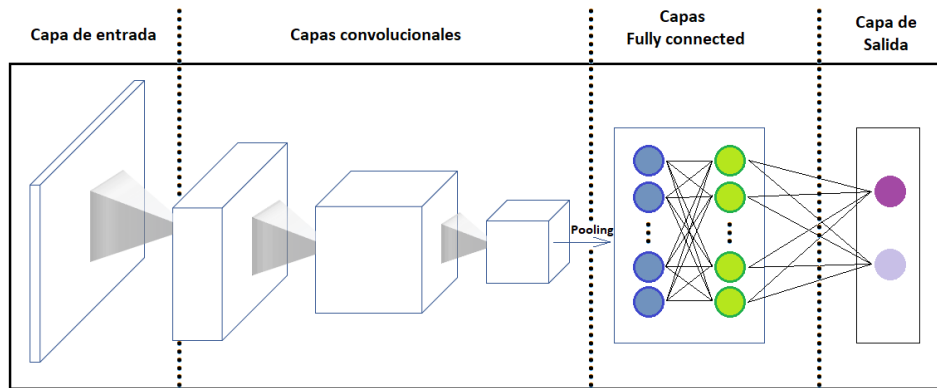 Capa de entrada
Capas convolucionales
Capas
Fully connected
Capa de
Salida
Pooling